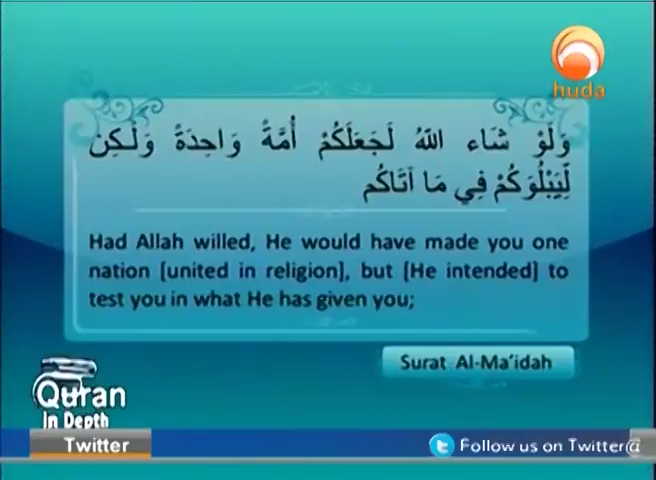 huda
وَلَوْ شَاء اللّهُ لَجَعَلَكُمْ أُمَّةً وَاحِدَةً وَلَكِن
لِّيَبْلُوَكُمْ فِي مَا آتَاكُم
Had Allah willed, He would have made you one
nation [united in religion], but [He intended] to
test you in what He has given you;
Surat Al-Ma'idah
Quran
in Depth
Twitter
Follow us on Twitter@